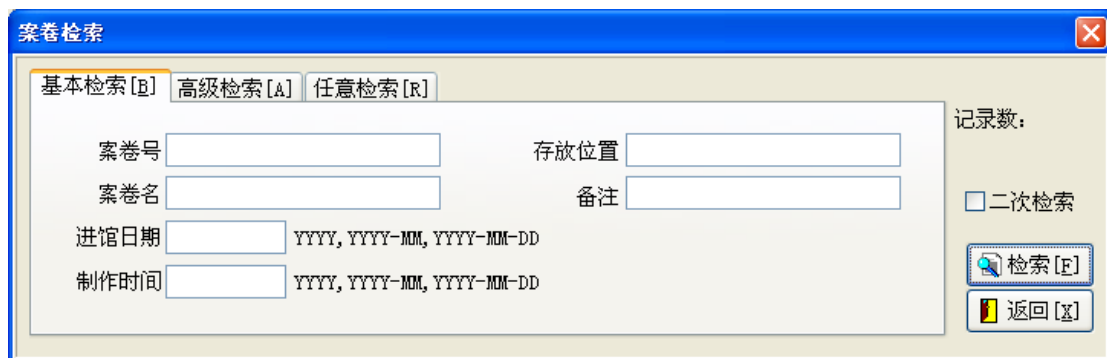 案卷检索
基本检索[B] 高级检索[A] 任意检索[R]
记录数:
案卷号 存放位置
案卷名 备注
二次检索
进馆日期 YYYY,YYYY-MM,YYYY-MM-DD
检索[F]
制作时间 YYYY,YYYY-MM,YYYY-MM-DD
返回[X]